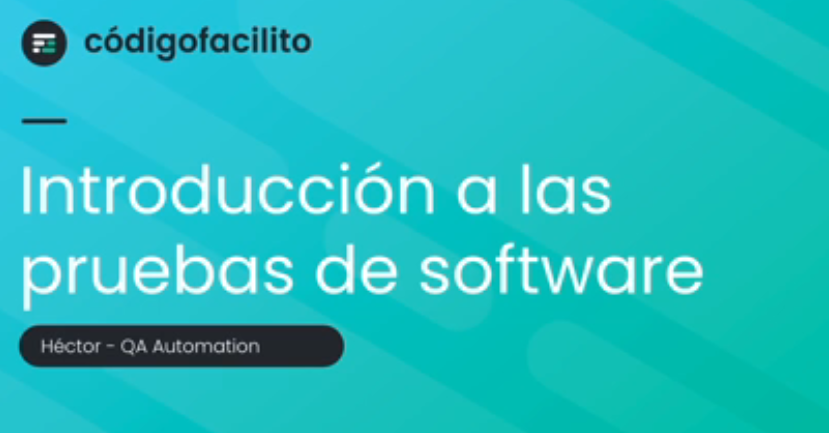 códigofacilito
Introducción a las
pruebas de software
Héctor - QA Automation